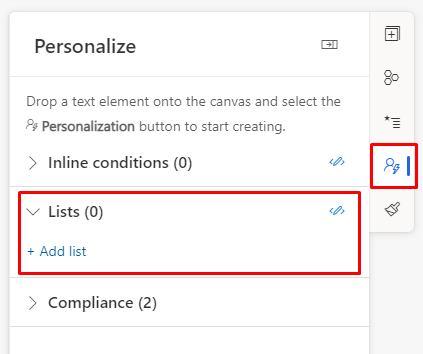 Personalize
Drop a text element onto the canvas and select the
Personalization button to start creating.
Inline conditions (0)
Lists (0)
+ Add list
Compliance (2)